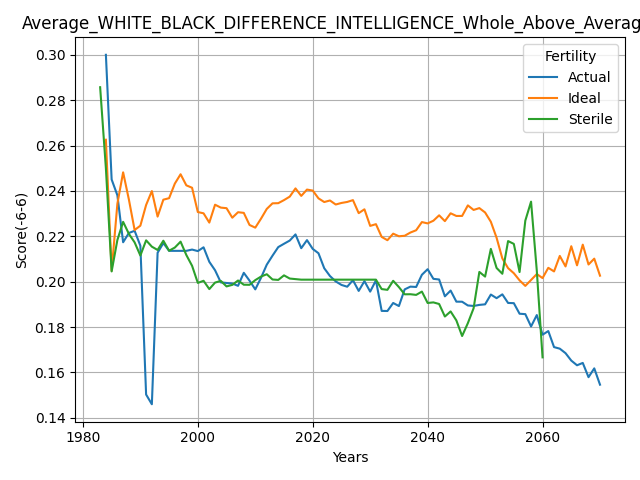 Average_WHITE_BLACK_DIFFERENCE_INTELLIGENCE_Whole_Above_Averag
Fertility
Actual
Ideal
Sterile
Score(-6-6)
0.30
0.28
0.26
0.24
0.22
0.20
0.18
0.16
0.14
1980
2000
2020
2040
2060
Years